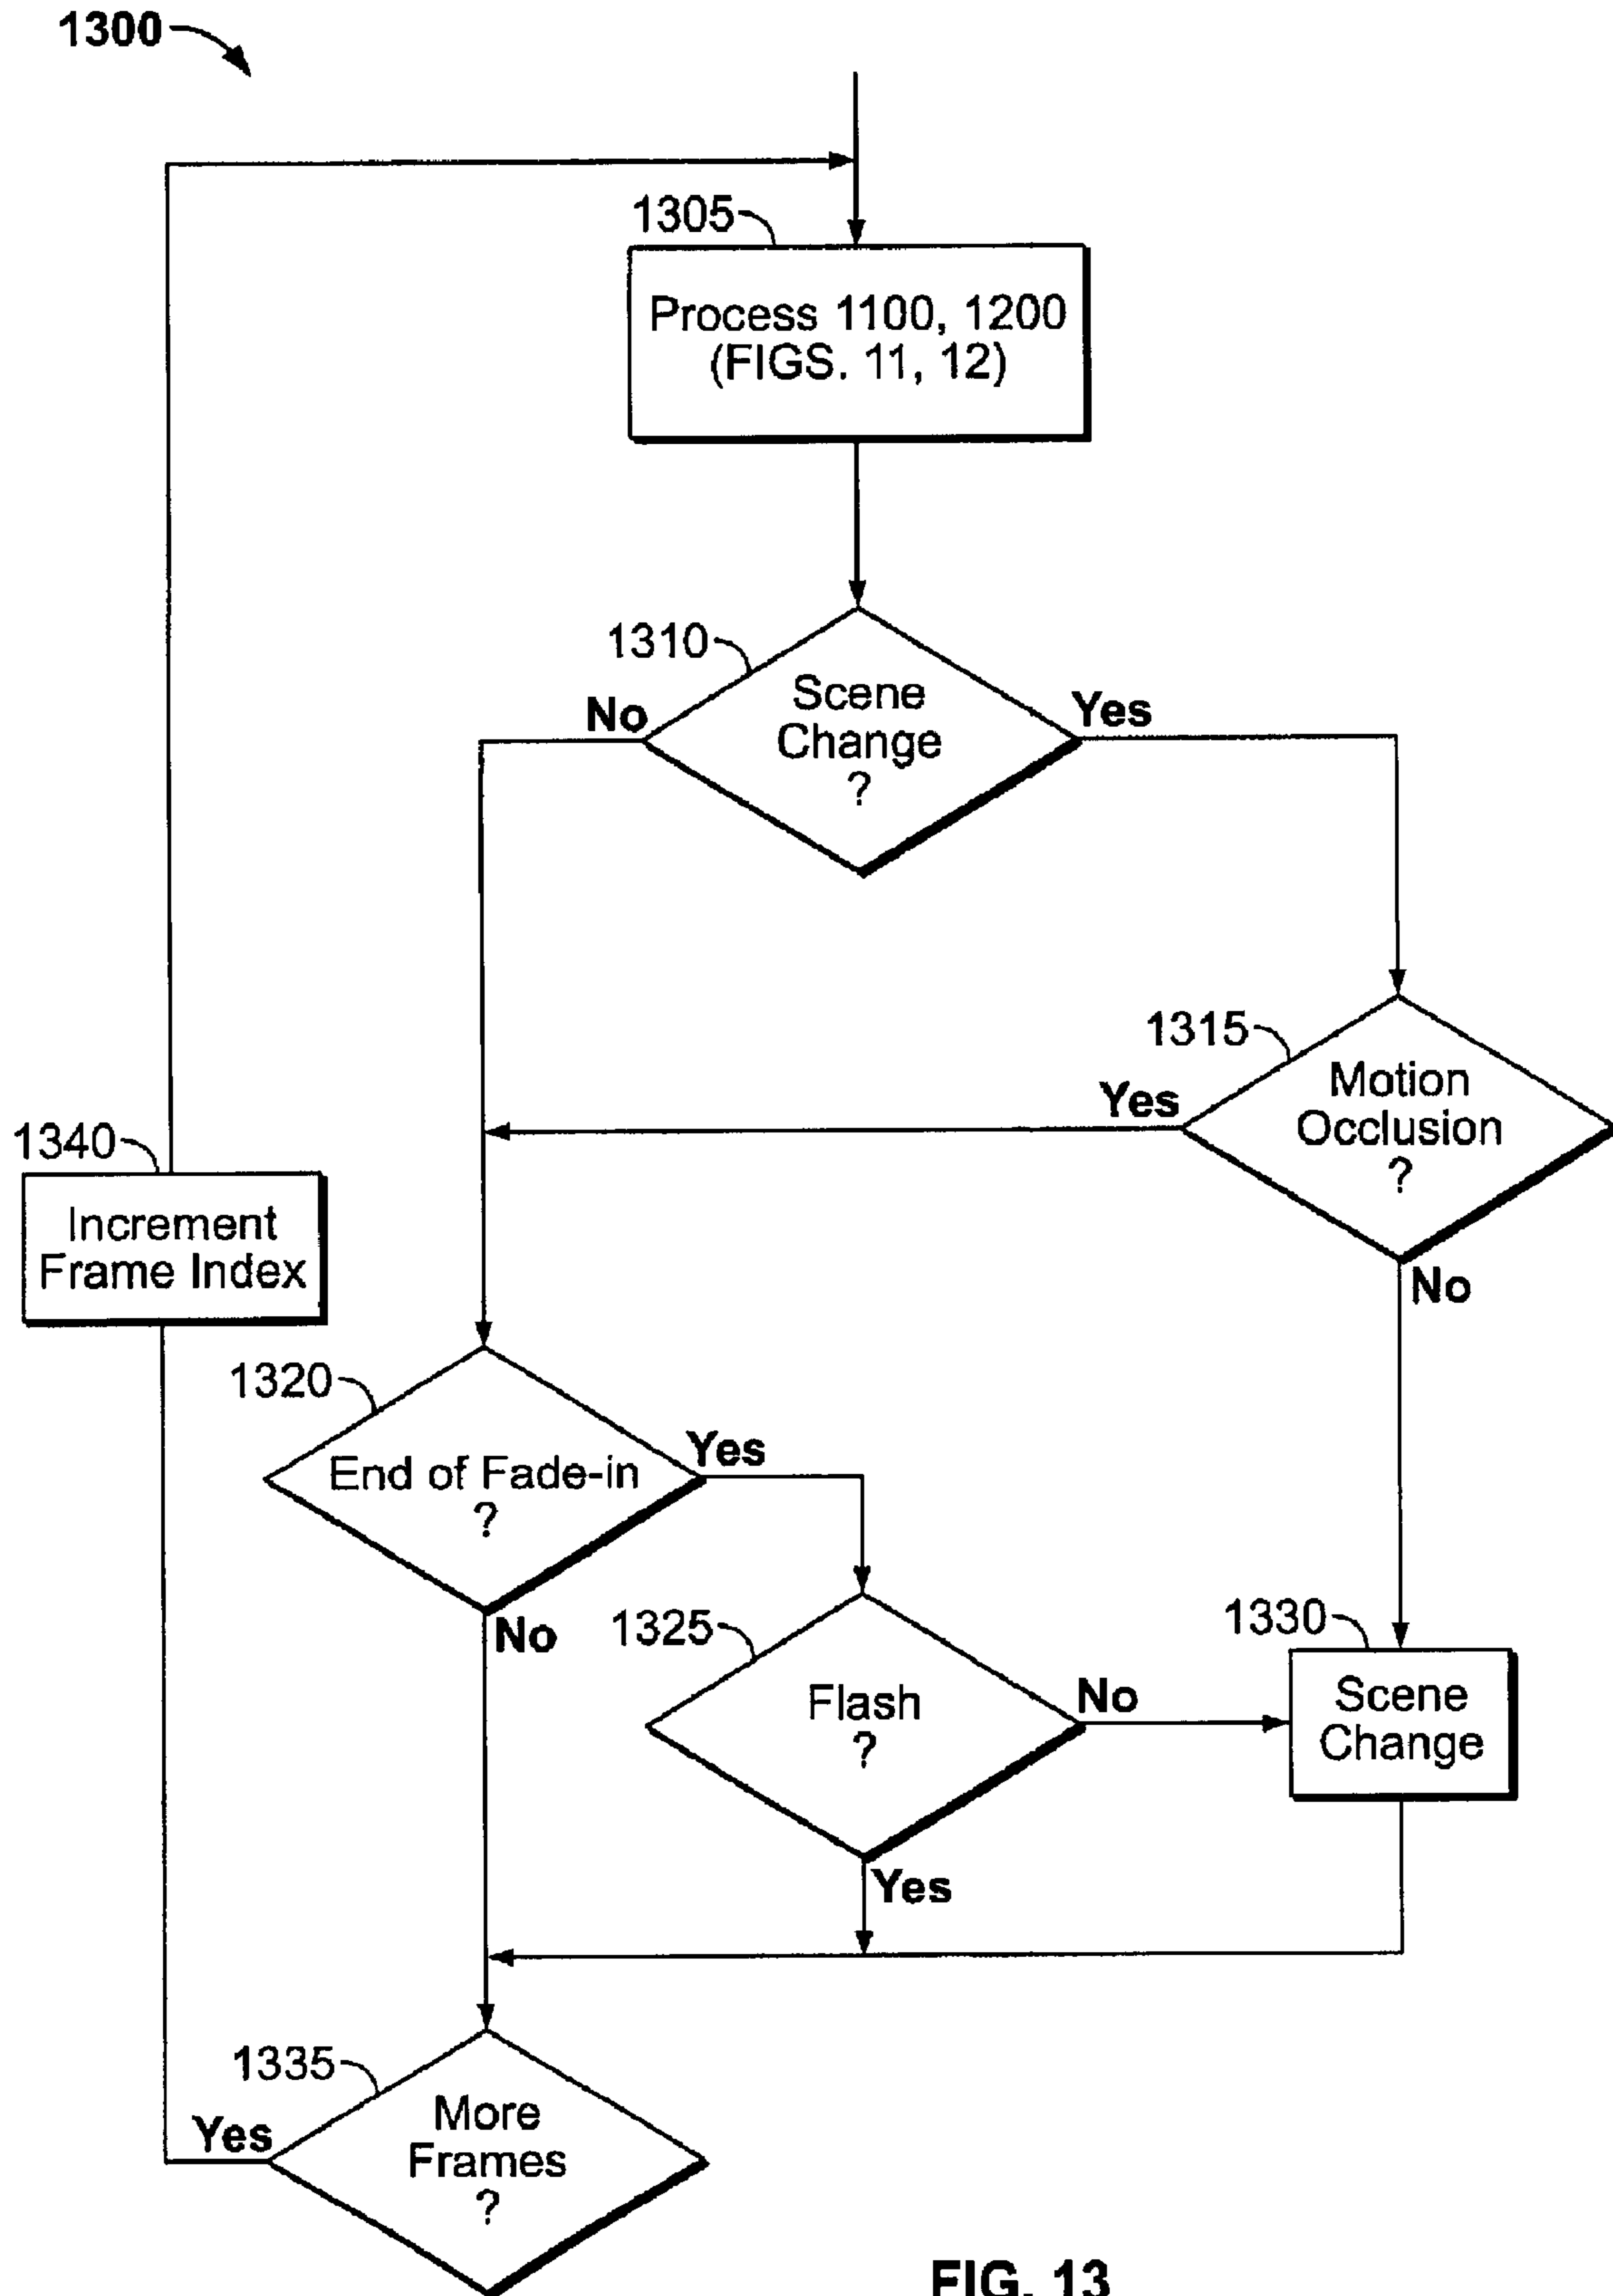 1300
1305
Process 1100, 1200
(FIGS. 11, 12)
1310
Scene
Change
?
No
Yes
1315
Motion
Occlusion
?
Yes
No
1340
Increment
Frame Index
1320
End of Fade-in
?
Yes
No
1325
Flash
?
No
Yes
1330
Scene
Change
1335
More
Frames
?
Yes
FIG. 13